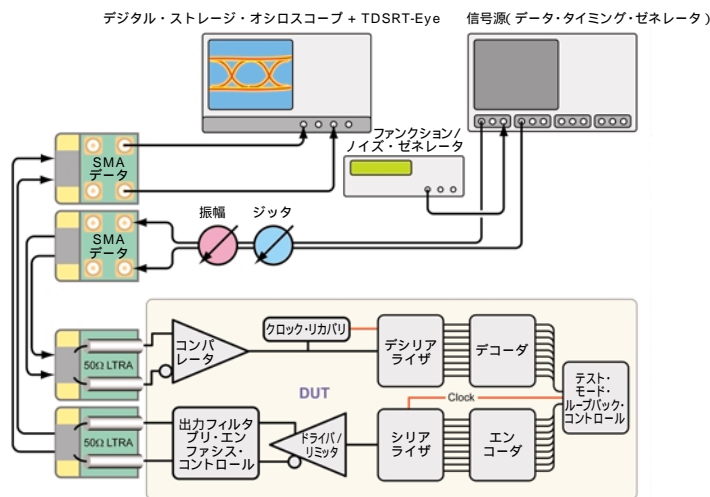 デジタル・ストレージ・オシロスコープ + TDSRT-Eye
信号源(データ・タイミング・ゼネレータ)
ファンクション/
ノイズ・ゼネレータ
SMA
データ
振幅
ジッタ
SMA
データ
50Ω LTRA
コンパ
レータ
クロック・リカバリ
デシリア
ライザ
デコーダ
テスト・
モード・
ループバック・
コントロール
DUT
Clock
50Ω LTRA
出力フィルタ
プリ・エン
ファシス・
コントロール
ドライバ/
リミッタ
シリア
ライザ
エン
コーダ